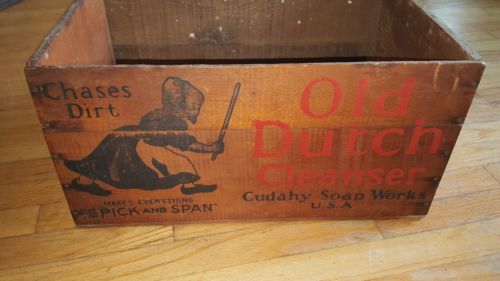 Chases
Dirt
MAKES EVERYTHING
"SPICK AND SPAN"
Old
Dutch
Cleanser
Cudahy Soap Works
U.S.A